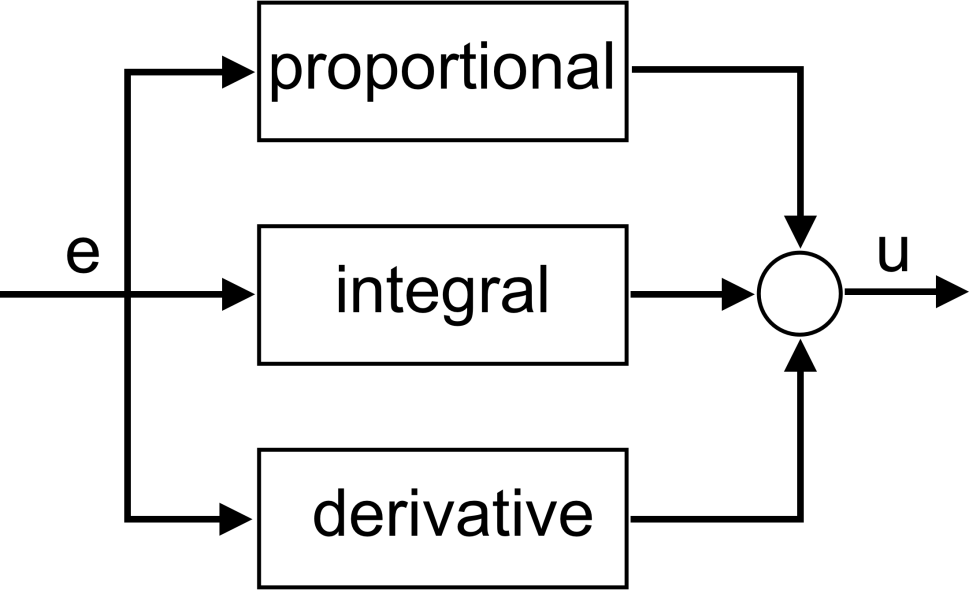 proportional
e
integral
u
derivative